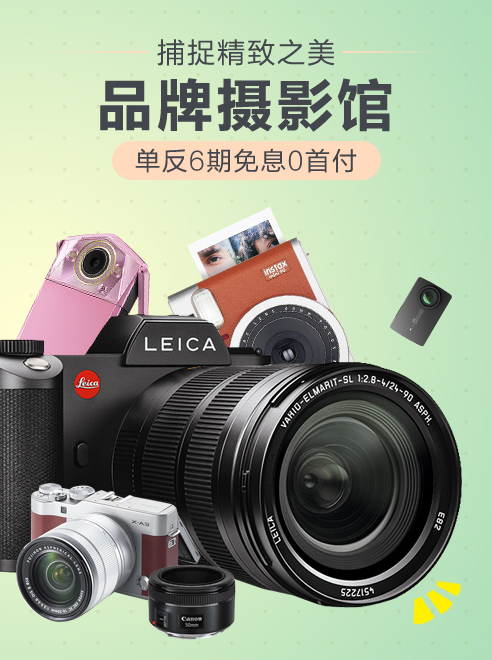 捕捉精致之美
品牌摄影馆
单反6期免息0首付
instax
mini 90
LEICA
Leica
VARIO-ELMARIT-SL 1:2.8-4/24-90 ASPH.
E82
4517225
LEICA
X-A3
Canon
50mm